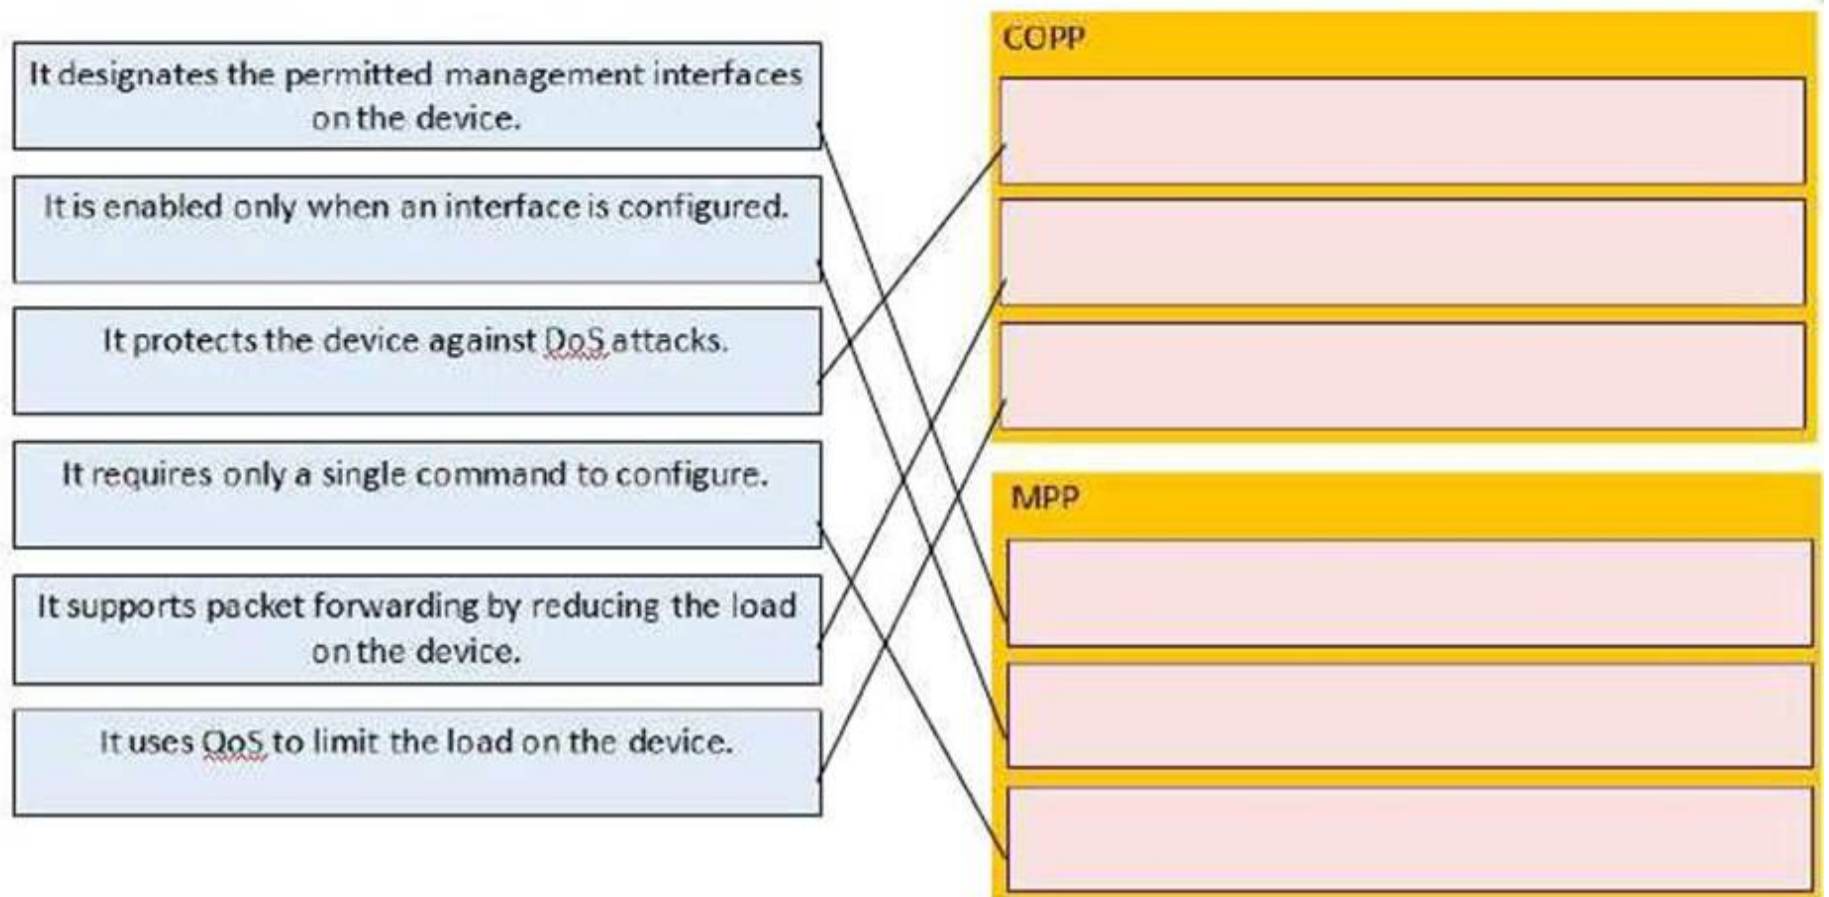 It designates the permitted management interfaces
on the device.
It is enabled only when an interface is configured.
It protects the device against DoS attacks.
It requires only a single command to configure.
It supports packet forwarding by reducing the load
on the device.
It uses QoS to limit the load on the device.
COPP
MPP